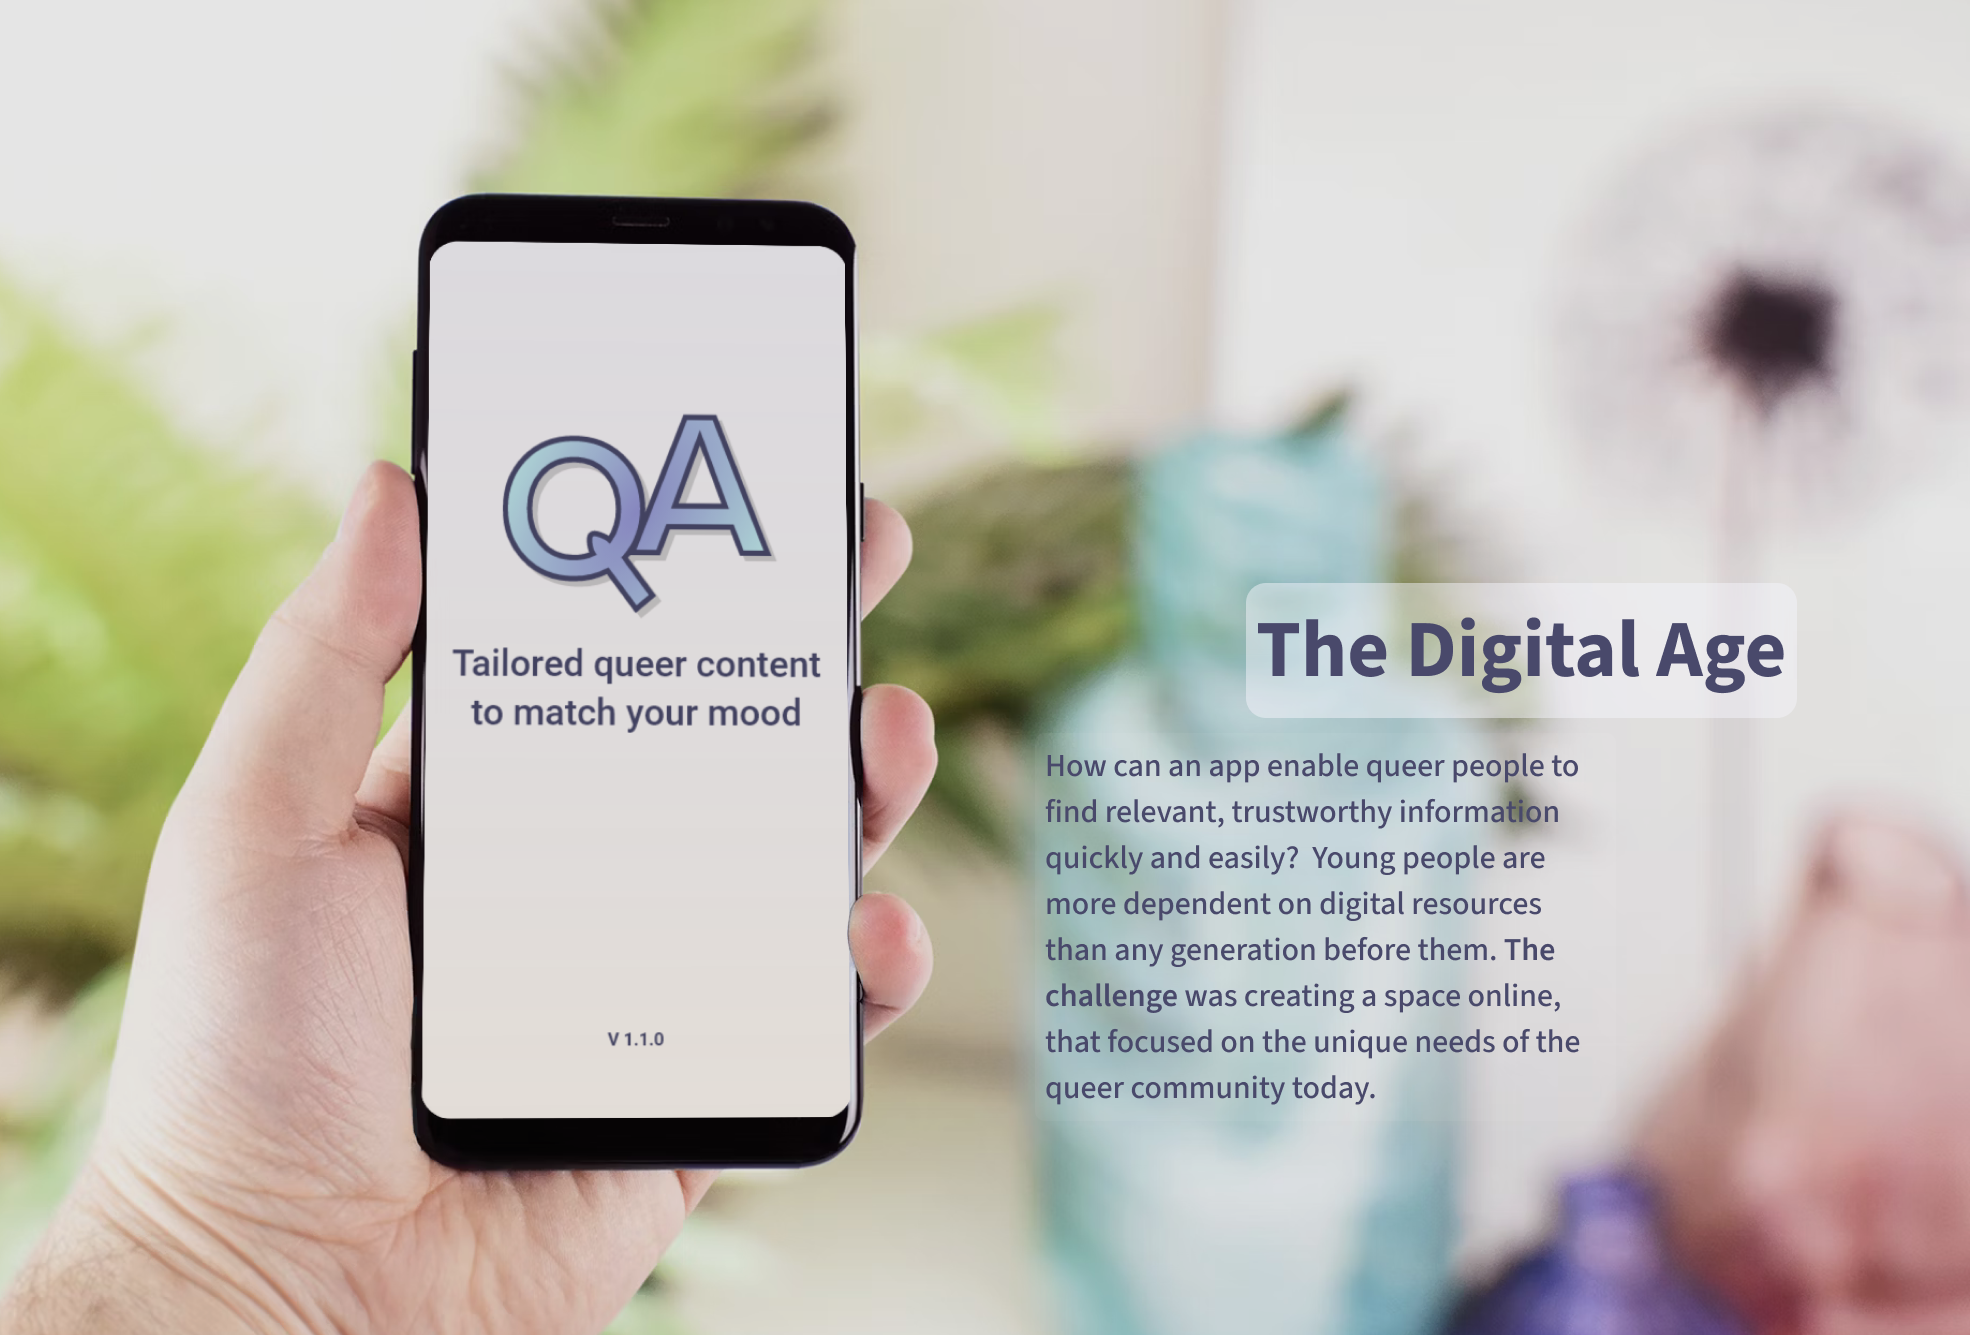 QA
Tailored queer content
to match your mood
V 1.1.0
The Digital Age
How can an app enable queer people to
find relevant, trustworthy information
quickly and easily?  Young people are
more dependent on digital resources
than any generation before them. The
challenge was creating a space online,
that focused on the unique needs of the
queer community today.